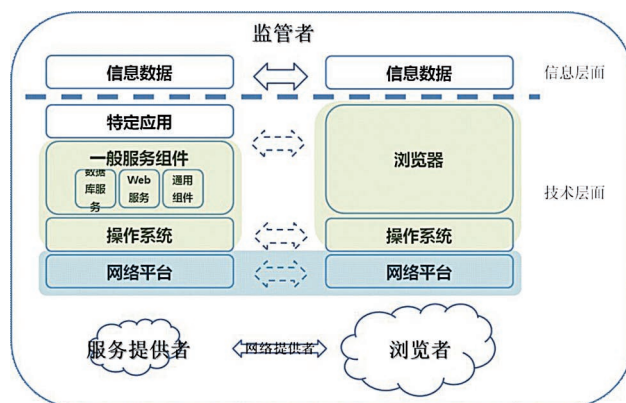 监管者
信息数据
信息数据
信息层面
特定应用
一般服务组件
数据
库服
务
Web
服务
通用
组件
浏览器
技术层面
操作系统
操作系统
网络平台
网络平台
服务提供者
网络提供者
浏览者